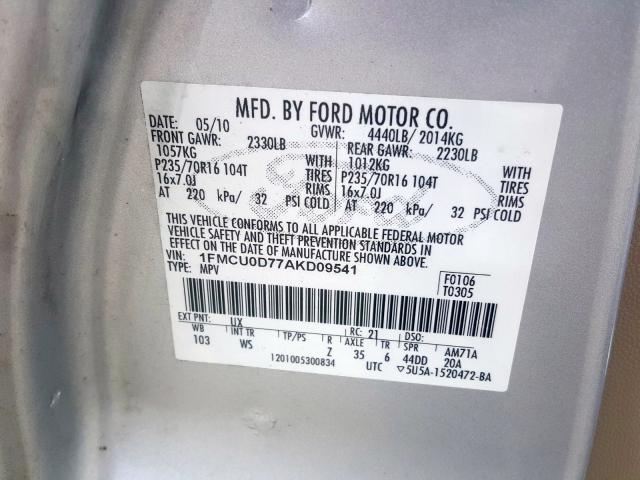 MFD. BY FORD MOTOR CO.
DATE: 05/10 GVWR: 4440LB/ 2014KG
FRONT GAWR: 2330LB REAR GAWR: 2230LB
1057KG WITH 1012KG WITH
P235/70R16 104T TIRES P235/70R16 104T TIRES
16x7.0J RIMS 16x7.0J RIMS
AT 220 kPa/ 32 PSI COLD AT 220 kPa/ 32 PSI COLD
THIS VEHICLE CONFORMS TO ALL APPLICABLE FEDERAL MOTOR
VEHICLE SAFETY AND THEFT PREVENTION STANDARDS IN
EFFECT ON THE DATE OF MANUFACTURE SHOWN ABOVE.
VIN: 1FMCU0D77AKD09541 F0106
TYPE: MPV T0305
EXT PNT: UX RC: 21 DSO:
WB INT TR TP/PS R AXLE TR SPR AM71A
103 WS Z 35 6 44DD 20A
1201005300834 UTC ▽5U5A-1520472-BA
Ford